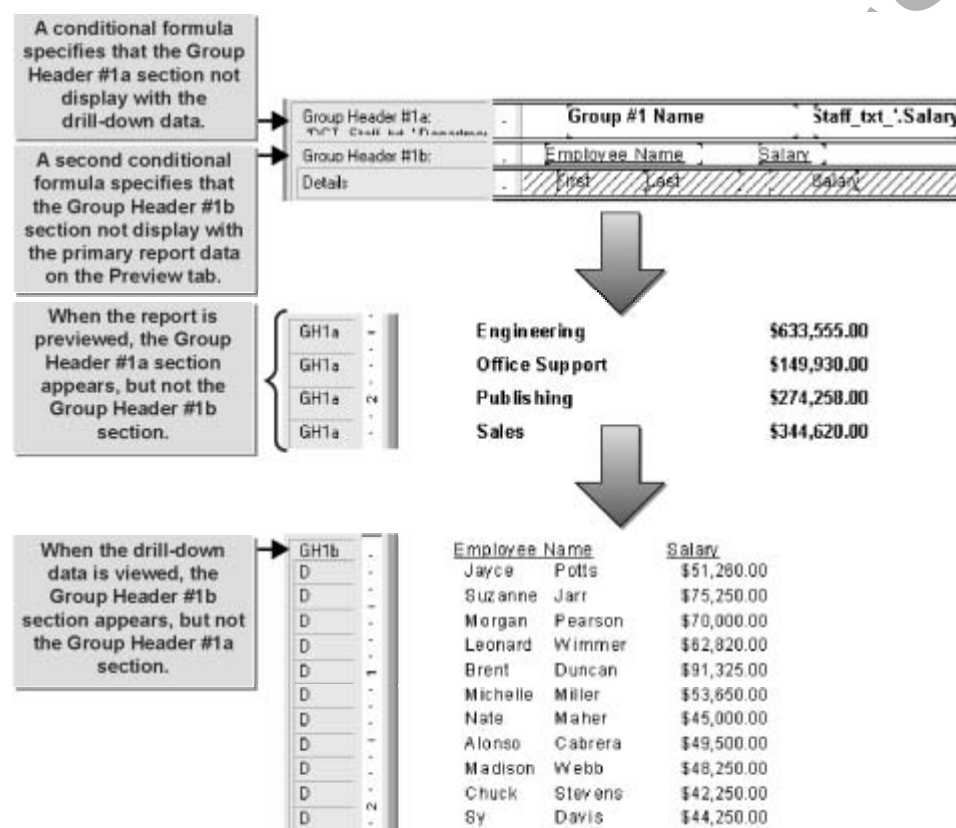 A conditional formula
specifies that the Group
Header #1a section not
display with the
drill-down data.
Group Header #1a:
Group #1 Name
Staff_txt_'.Salary
A second conditional
formula specifies that
the Group Header #1b
section not display with
the primary report data
on the Preview tab.
Group Header #1b:
Employee Name
Salary
Details
First
Last
Salary
When the report is
previewed, the Group
Header #1a section
appears, but not the
Group Header #1b
section.
GH1a
Engineering
$633,555.00
GH1a
Office Support
$149,930.00
GH1a
Publishing
$274,258.00
GH1a
Sales
$344,620.00
1
2
When the drill-down
data is viewed, the
Group Header #1b
section appears, but not
the Group Header #1a
section.
GH1b
Employee Name
Salary
D
Jayce Potts
$51,260.00
D
Suzanne Jarr
$75,250.00
D
Morgan Pearson
$70,000.00
D
Leonard Wimmer
$62,820.00
D
Brent Duncan
$91,325.00
D
Michelle Miller
$53,650.00
D
Nate Maher
$45,000.00
D
Alonso Cabrera
$49,500.00
D
Madison Webb
$48,250.00
D
Chuck Stevens
$42,250.00
D
Sy Davis
$44,250.00
1
2